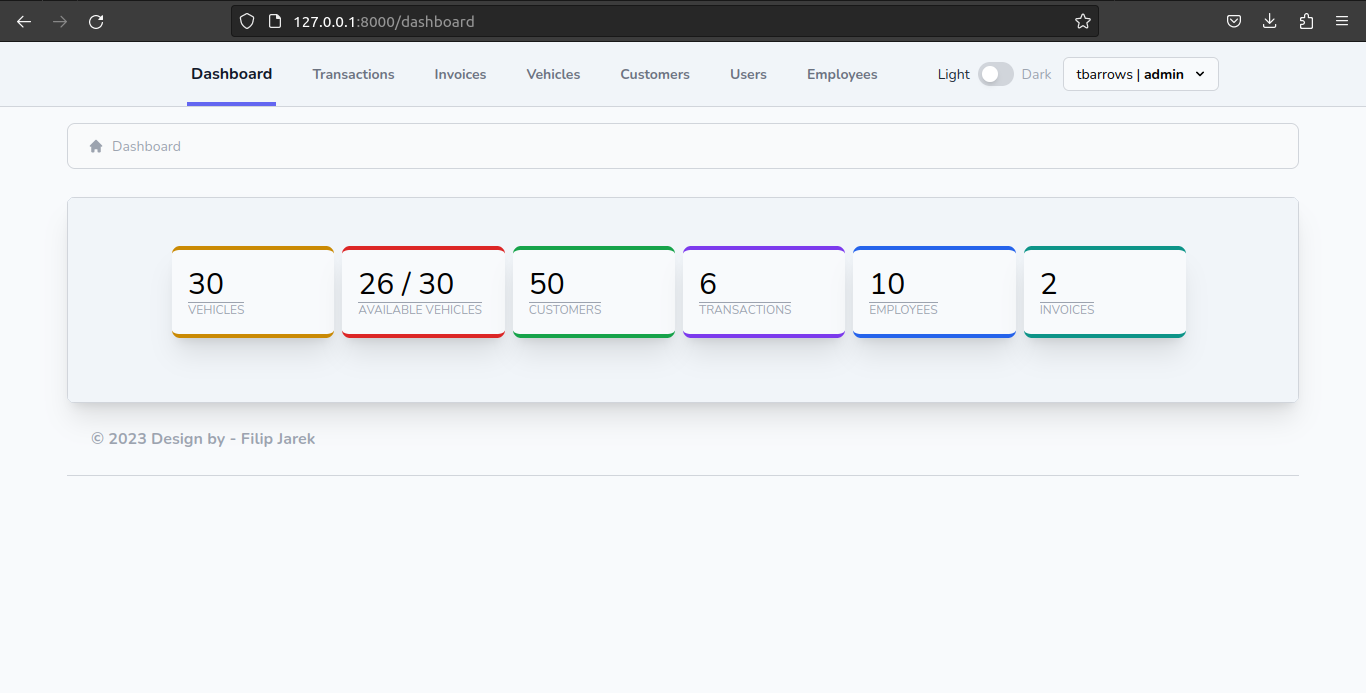 127.0.0.1:8000/dashboard
Dashboard Transactions Invoices Vehicles Customers Users Employees Light Dark tbarrows | admin
Dashboard
30 26 / 30 50 6 10 2
VEHICLES AVAILABLE VEHICLES CUSTOMERS TRANSACTIONS EMPLOYEES INVOICES
© 2023 Design by - Filip Jarek